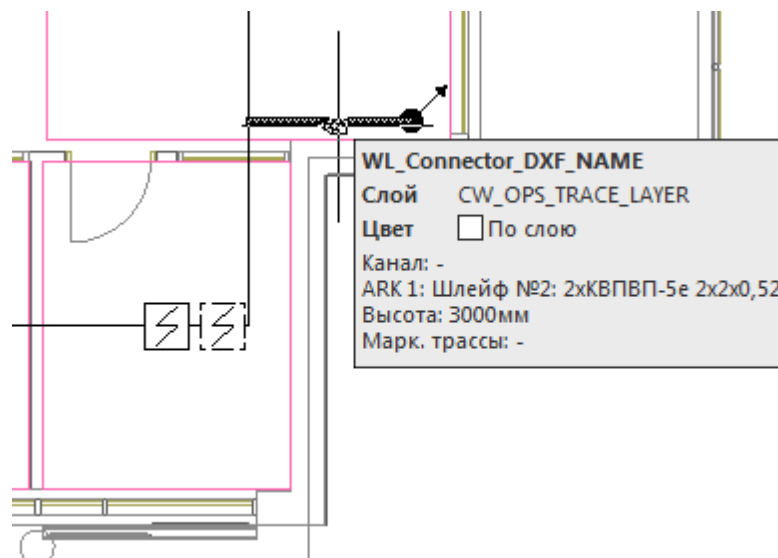 WL_Connector_DXF_NAME
Слой CW_OPS_TRACE_LAYER
Цвет По слою
Канал: -
ARK 1: Шлейф №2: 2хКВПВП-5е 2х2х0,52
Высота: 3000мм
Марк. трассы: -